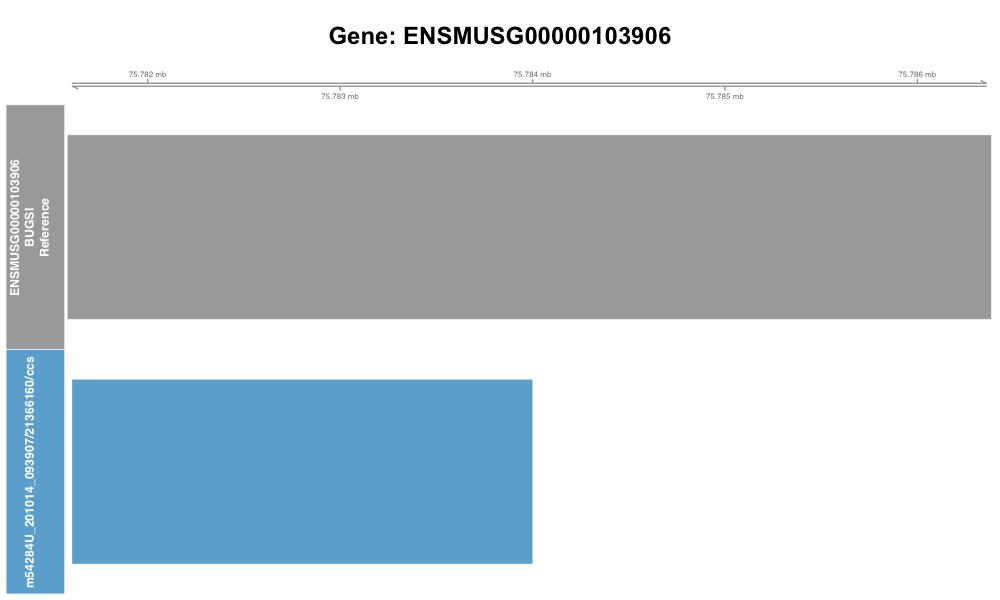 Gene: ENSMUSG00000103906
75.782 mb
75.784 mb
75.786 mb
75.783 mb
75.785 mb
ENSMUSG00000103906
BUGSI
Reference
m54284U_201014_093907/21366160/ccs